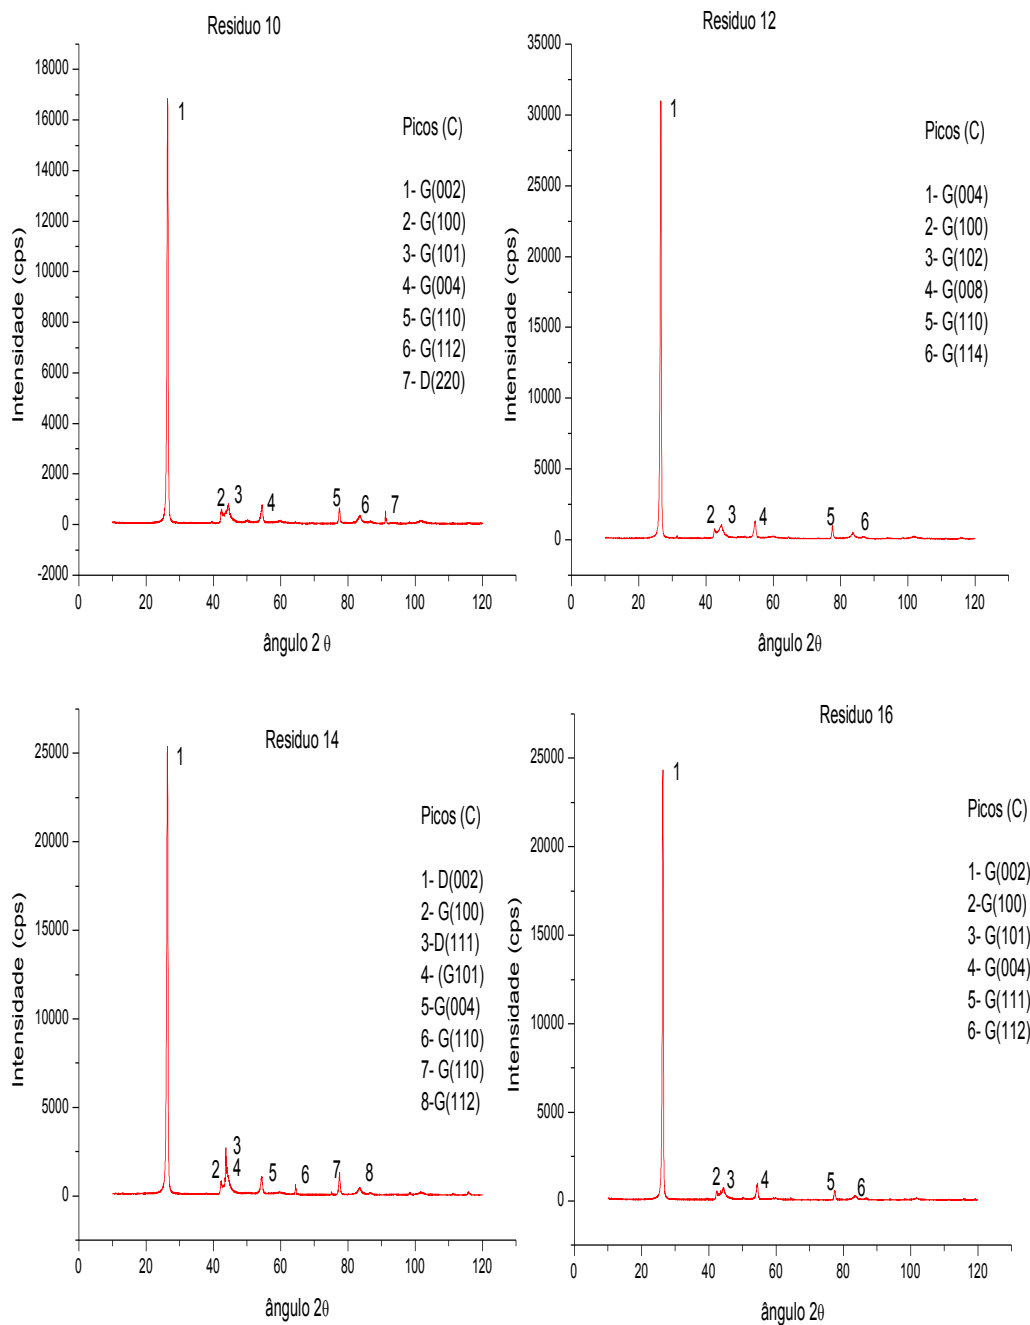 Residuo 10
18000
16000
14000
12000
10000
8000
6000
4000
2000
0
-2000
Intensidade (cps)
1
2
3
4
5
6
7
Picos (C)
1- G(002)
2- G(100)
3- G(101)
4- G(004)
5- G(110)
6- G(112)
7- D(220)
0 20 40 60 80 100 120
ângulo 2 θ
Residuo 12
35000
30000
25000
20000
15000
10000
5000
0
Intensidade (cps)
1
2
3
4
5
6
Picos (C)
1- G(004)
2- G(100)
3- G(102)
4- G(008)
5- G(110)
6- G(114)
0 20 40 60 80 100 120
ângulo 2θ
Residuo 14
25000
20000
15000
10000
5000
0
Intensidade (cps)
1
2
3
4
5
6
7
8
Picos (C)
1- D(002)
2- G(100)
3-D(111)
4- (G101)
5-G(004)
6- G(110)
7- G(110)
8-G(112)
0 20 40 60 80 100 120
ângulo 2θ
Residuo 16
25000
20000
15000
10000
5000
0
Intensidade (cps)
1
2
3
4
5
6
Picos (C)
1- G(002)
2-G(100)
3- G(101)
4- G(004)
5- G(111)
6- G(112)
0 20 40 60 80 100 120
ângulo 2θ